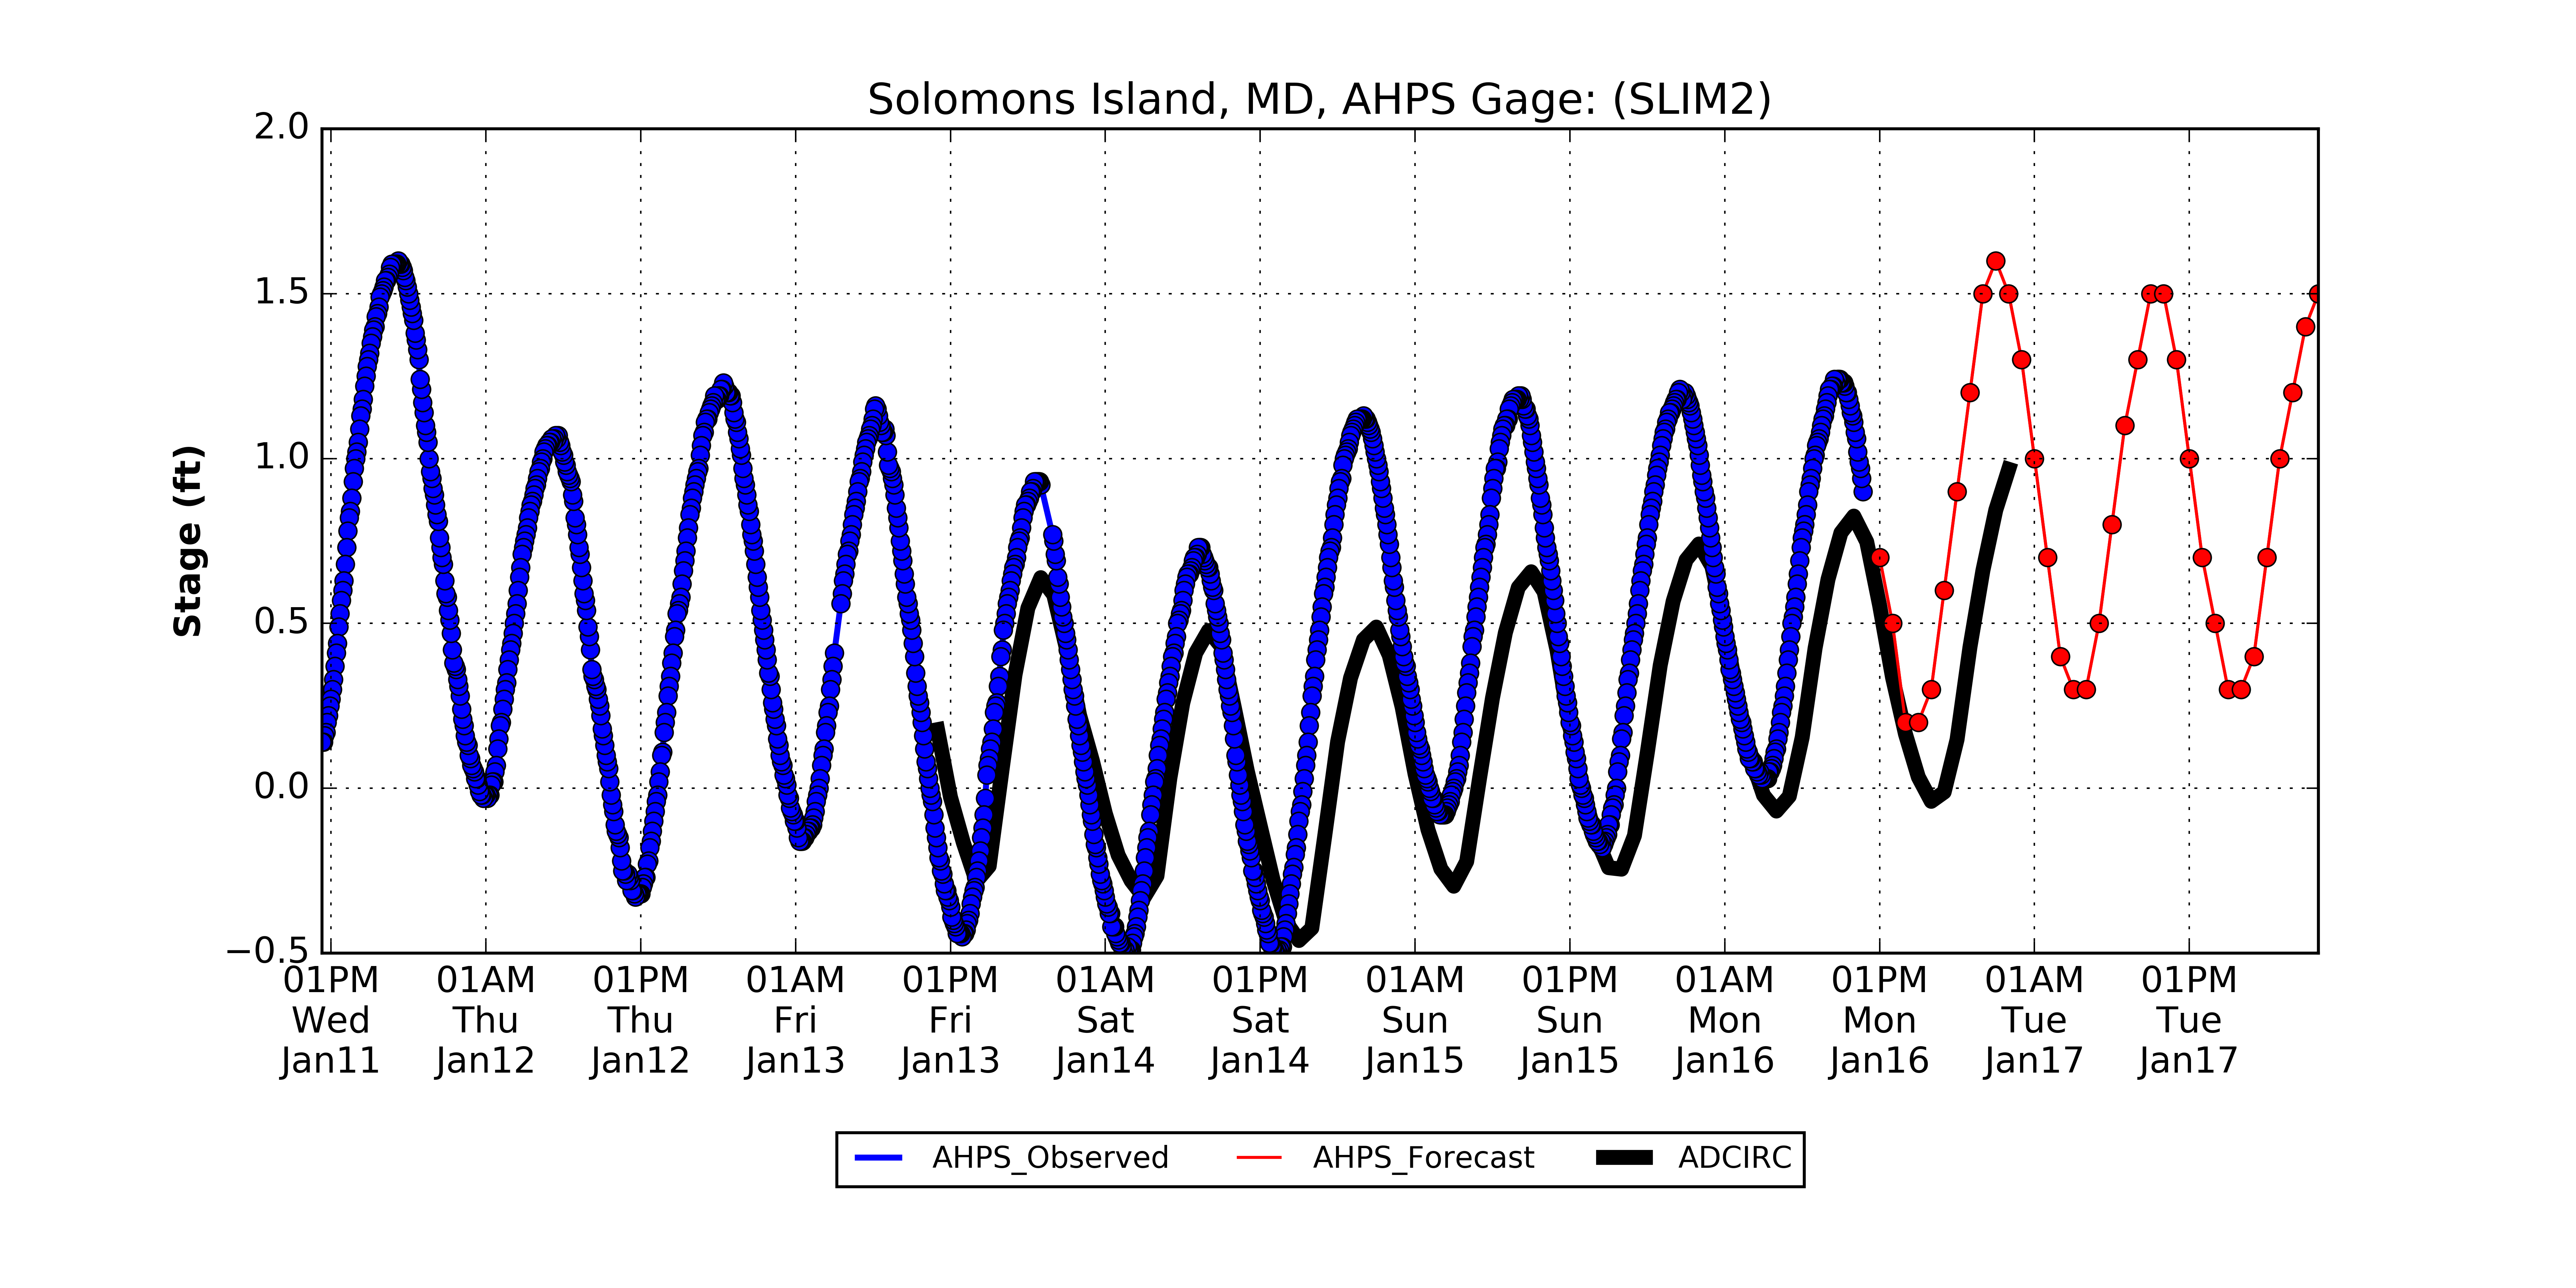 Solomons Island, MD, AHPS Gage: (SLIM2)
2.0
1.5
1.0
0.5
0.0
−0.5
Stage (ft)
01PM 01AM 01PM 01AM 01PM 01AM 01PM 01AM 01PM 01AM 01PM 01AM 01PM
Wed Thu Thu Fri Fri Sat Sat Sun Sun Mon Mon Tue Tue
Jan11 Jan12 Jan12 Jan13 Jan13 Jan14 Jan14 Jan15 Jan15 Jan16 Jan16 Jan17 Jan17
AHPS_Observed AHPS_Forecast ADCIRC